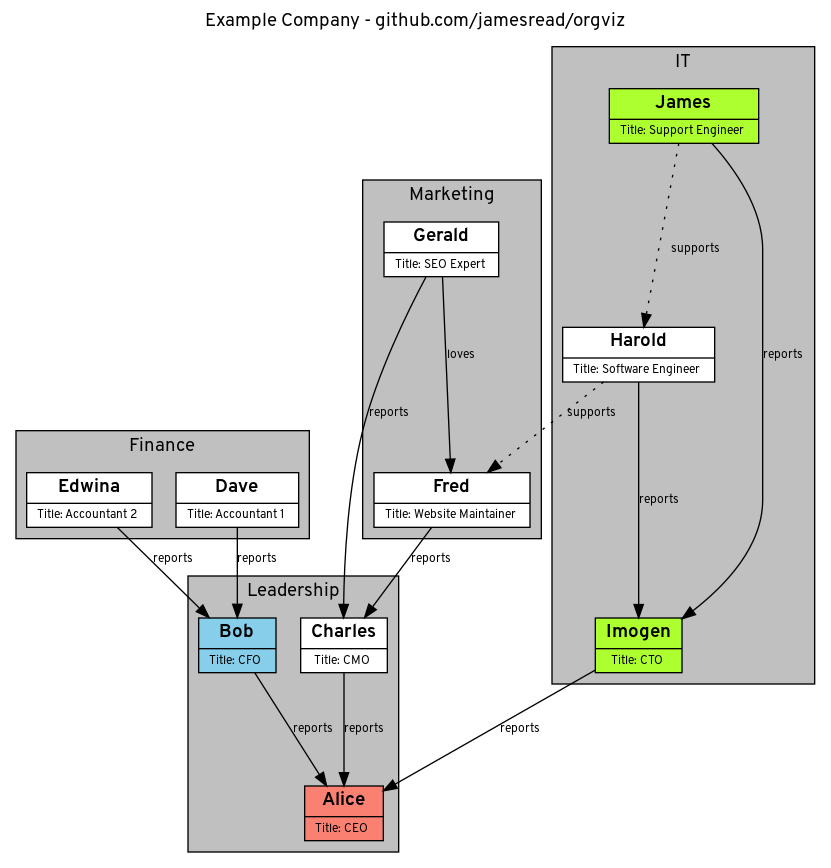 Example Company - github.com/jamesread/orgviz
IT
James
Title: Support Engineer
Marketing
Gerald
Title: SEO Expert
supports
Harold
Title: Software Engineer
loves
reports
reports
supports
Finance
Edwina
Title: Accountant 2
Dave
Title: Accountant 1
Fred
Title: Website Maintainer
reports
reports
reports
reports
Leadership
Bob
Title: CFO
Charles
Title: CMO
Imogen
Title: CTO
reports
reports
reports
Alice
Title: CEO